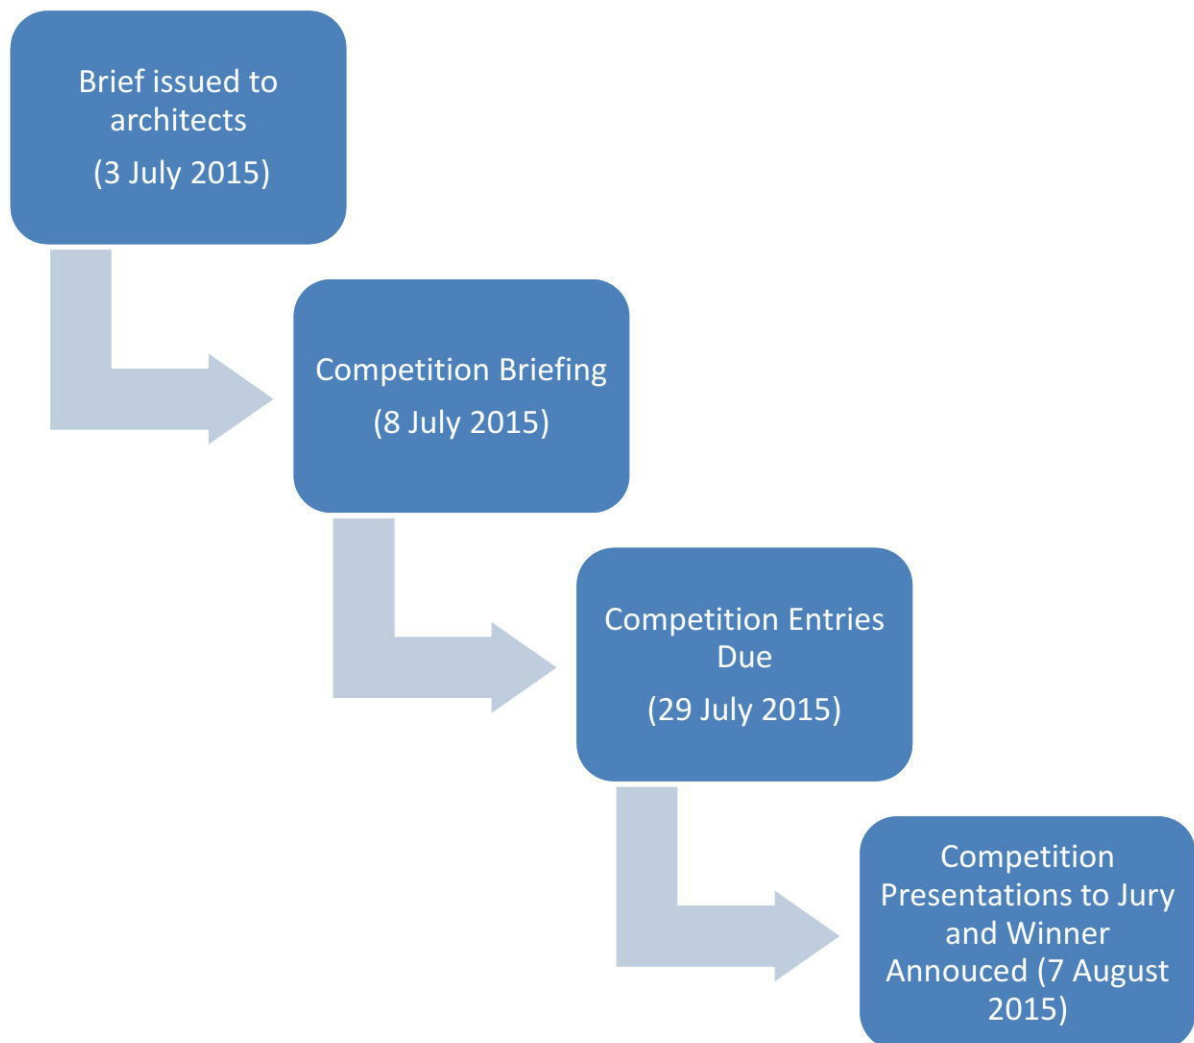 Brief issued to
architects
(3 July 2015)
Competition Briefing
(8 July 2015)
Competition Entries
Due
(29 July 2015)
Competition
Presentations to Jury
and Winner
Annouced (7 August
2015)